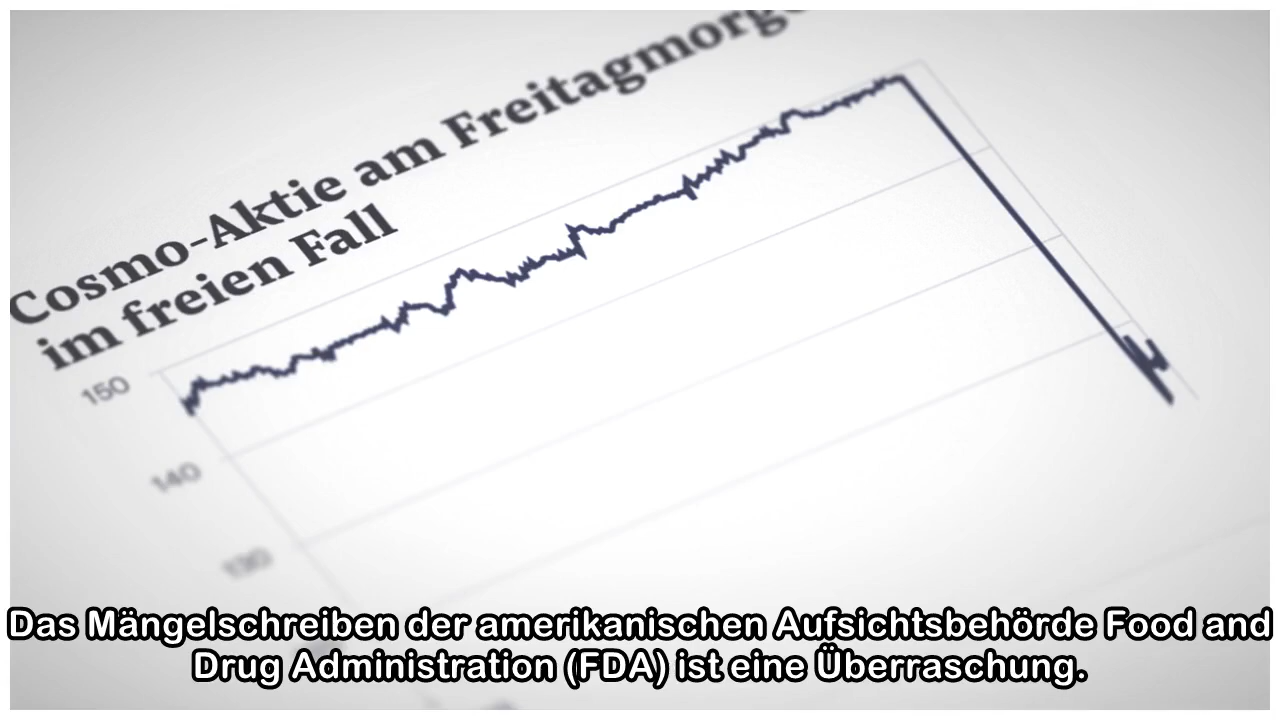 Cosmo-Aktie am Freitagmorge
im freien Fall
150
140
130
Das Mängelschreiben der amerikanischen Aufsichtsbehörde Food and
Drug Administration (FDA) ist eine Überraschung.